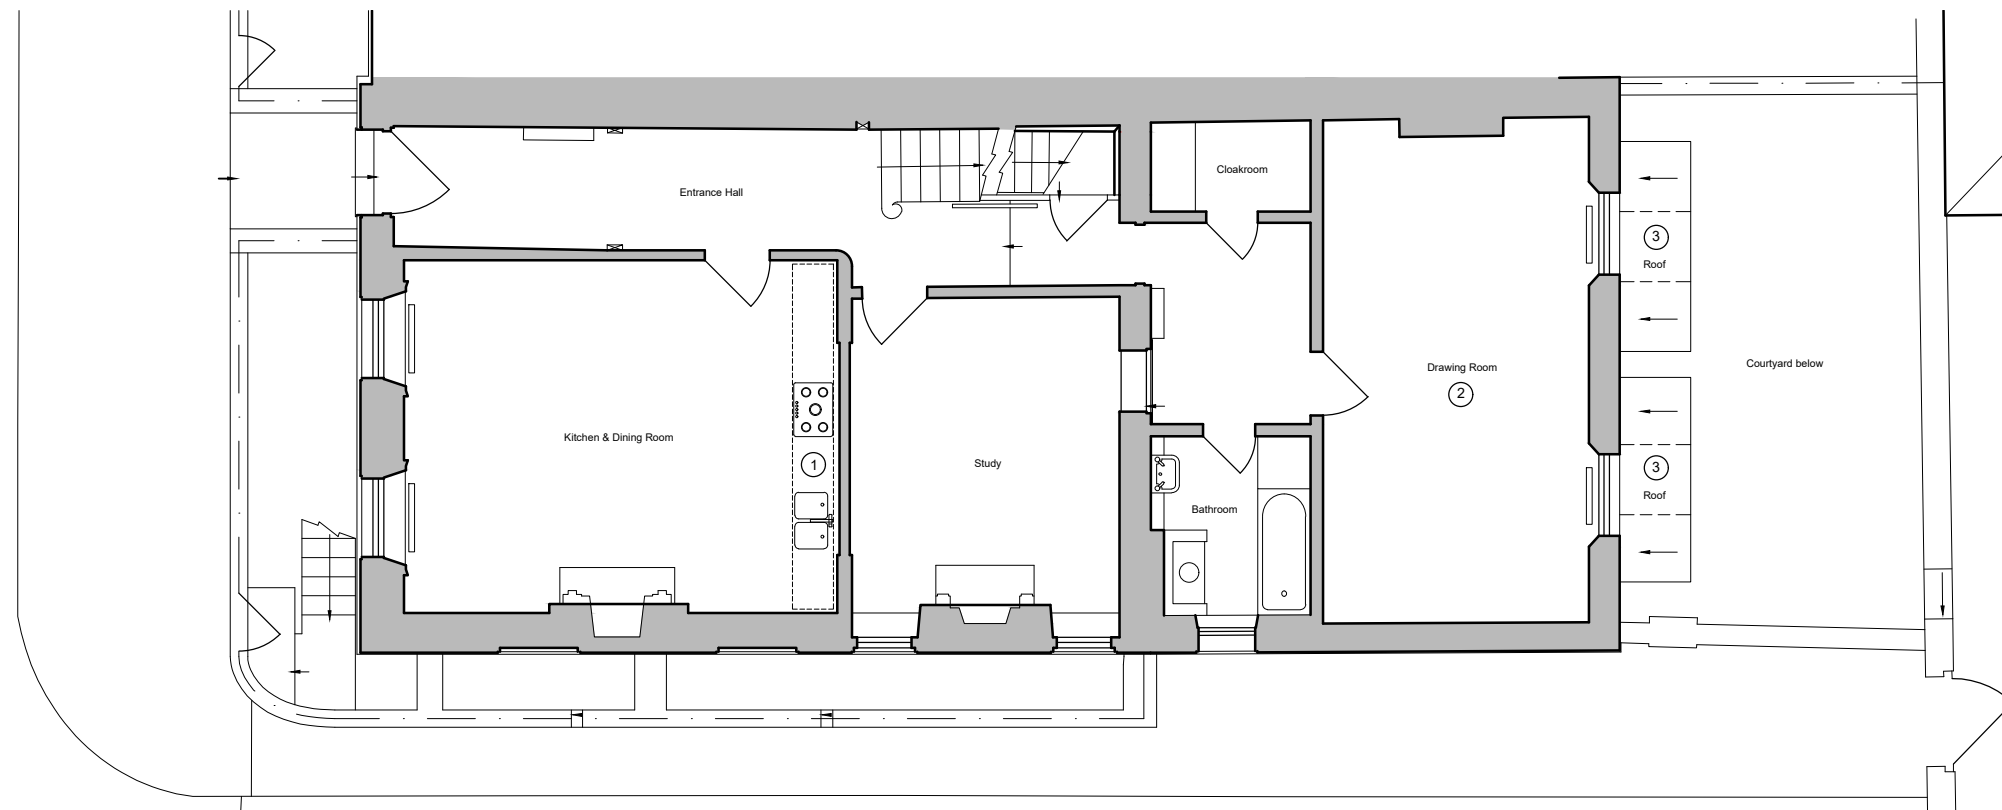 Cloakroom
Entrance Hall
3
Roof
Drawing Room
2
Courtyard below
Kitchen & Dining Room
1
Study
3
Roof
Bathroom